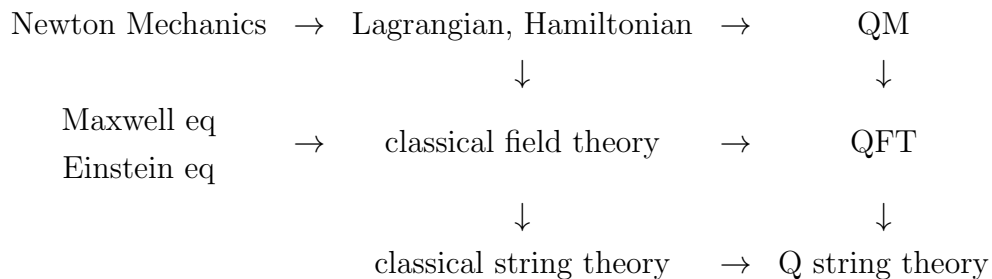 Newton Mechanics → Lagrangian, Hamiltonian → QM
↓ ↓
Maxwell eq
Einstein eq
→ classical field theory → QFT
↓ ↓
classical string theory → Q string theory